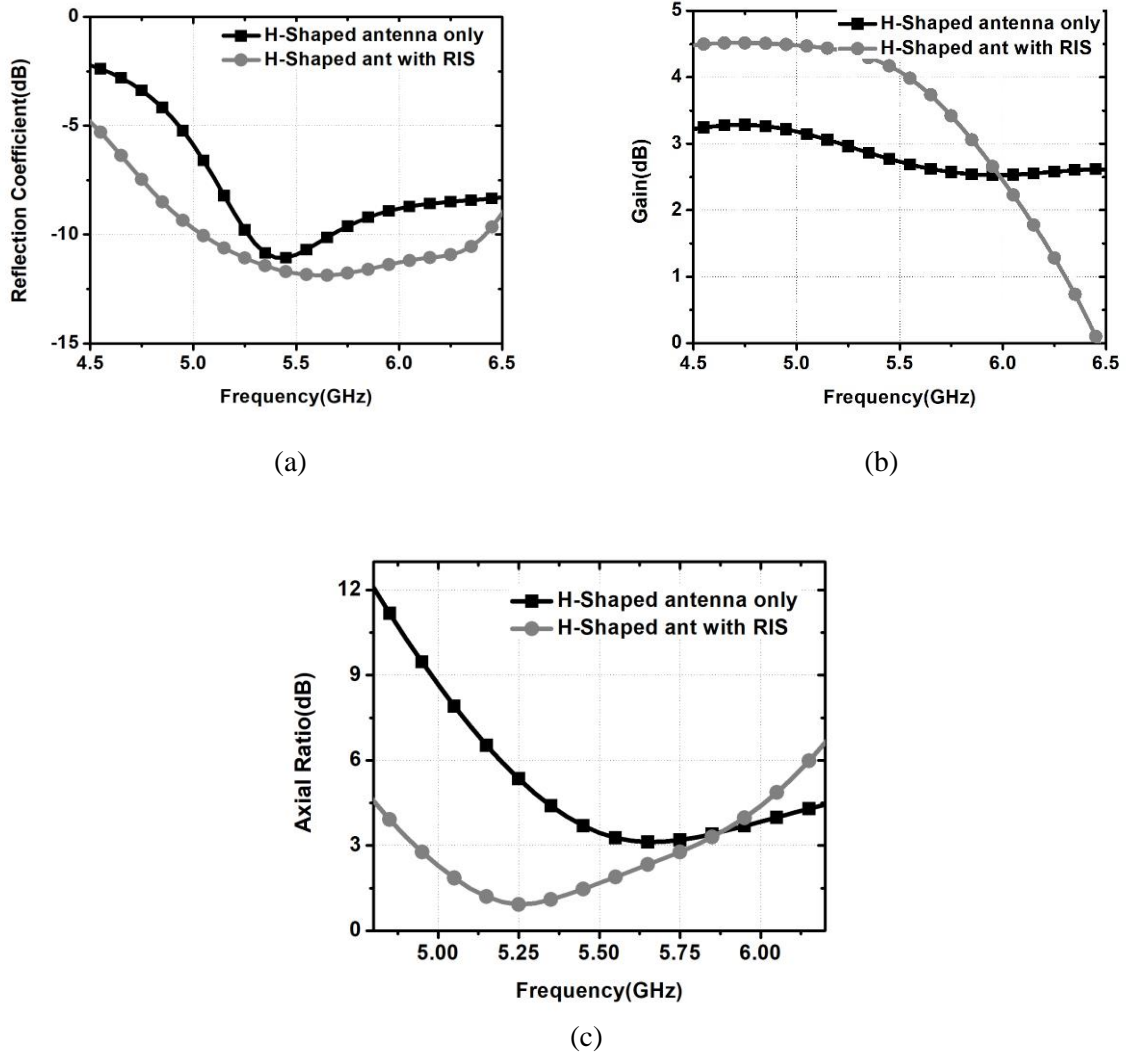 0
-5
-10
-15
4.5 5.0 5.5 6.0 6.5
Reflection Coefficient(dB)
Frequency(GHz)
H-Shaped antenna only
H-Shaped ant with RIS
(a)
5
4
3
2
1
0
4.5 5.0 5.5 6.0 6.5
Gain(dB)
Frequency(GHz)
H-Shaped antenna only
H-Shaped ant with RIS
(b)
12
9
6
3
0
5.00 5.25 5.50 5.75 6.00
Axial Ratio(dB)
Frequency(GHz)
H-Shaped antenna only
H-Shaped ant with RIS
(c)